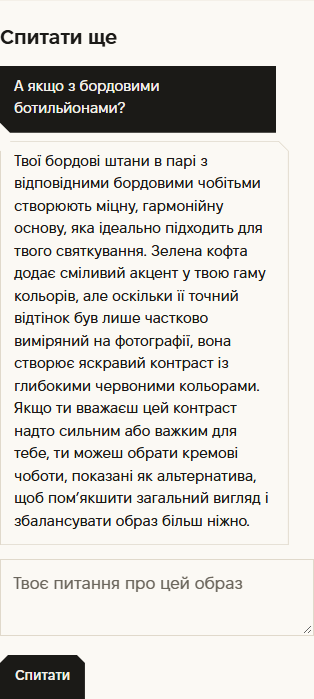 Спитати ще
А якщо з бордовими
ботильйонами?
Твої бордові штани в парі з
відповідними бордовими чобітьми
створюють міцну, гармонійну
основу, яка ідеально підходить для
твого святкування. Зелена кофта
додає сміливий акцент у твою гаму
кольорів, але оскільки її точний
відтінок був лише частково
виміряний на фотографії, вона
створює яскравий контраст із
глибокими червоними кольорами.
Якщо ти вважаєш цей контраст
надто сильним або важким для
тебе, ти можеш обрати кремові
чоботи, показані як альтернатива,
щоб пом’якшити загальний вигляд і
збалансувати образ більш ніжно.
Твоє питання про цей образ
Спитати